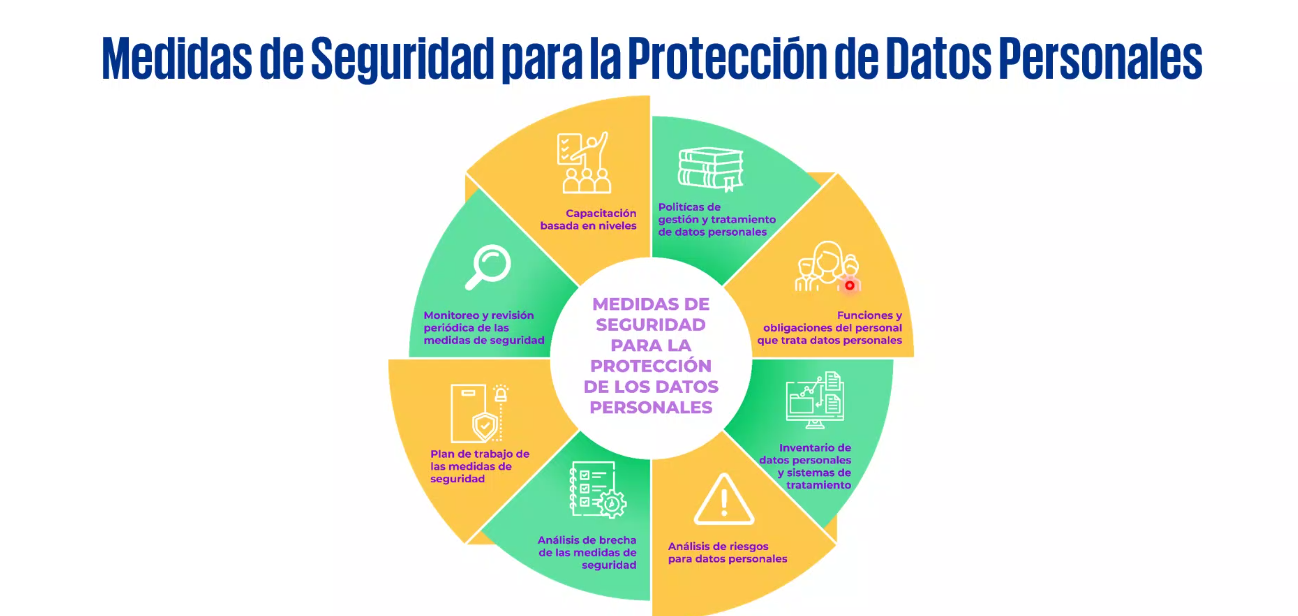 Medidas de Seguridad para la Protección de Datos Personales
Capacitación
basada en niveles
Politícas de
gestión y tratamiento
de datos personales
Funciones y
obligaciones del personal
que trata datos personales
Inventario de
datos personales
y sistemas de
tratamiento
Análisis de riesgos
para datos personales
Análisis de brecha
de las medidas de
seguridad
Plan de trabajo de
las medidas de
seguridad
Monitoreo y revisión
periódica de las
medidas de seguridad
MEDIDAS DE
SEGURIDAD
PARA LA
PROTECCIÓN
DE LOS DATOS
PERSONALES